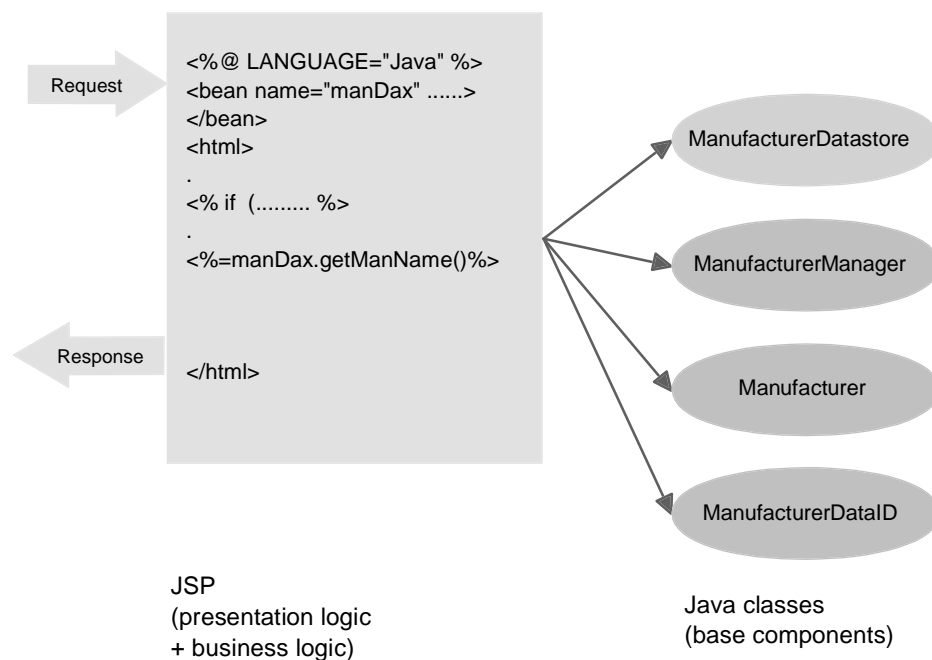 Request
<%@ LANGUAGE="Java" %>
<bean name="manDax" ......>
</bean>
<html>
.
<% if  (......... %>
.
<%=manDax.getManName()%>
</html>
Response
ManufacturerDatastore
ManufacturerManager
Manufacturer
ManufacturerDataID
JSP
(presentation logic
+ business logic)
Java classes
(base components)